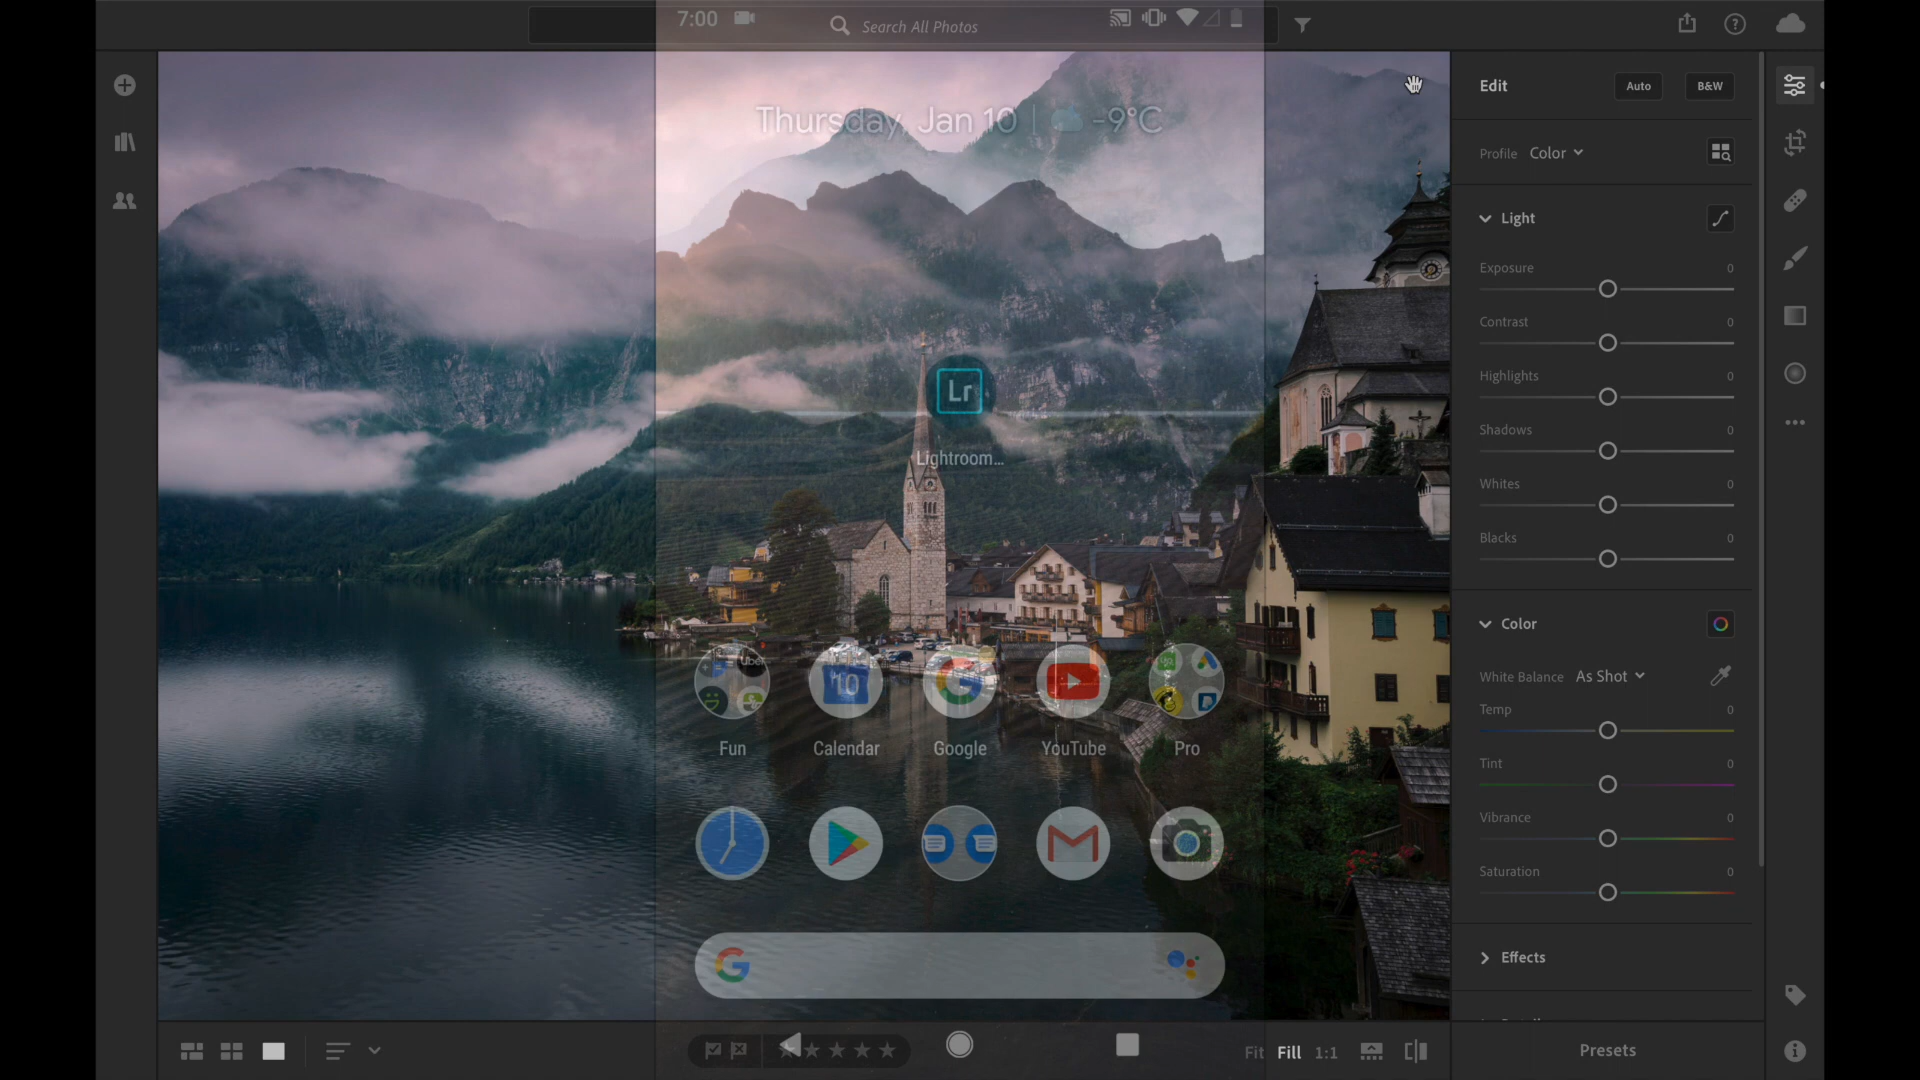 7:00
Search All Photos
Thursday, Jan 10 | -9°C
Edit
Auto
B&W
Profile Color
Light
Exposure 0
Contrast 0
Highlights 0
Shadows 0
Whites 0
Blacks 0
Lr
Lightroom...
Color
White Balance As Shot
Temp 0
Tint 0
Vibrance 0
Saturation 0
Uber
10
Fun
Calendar
Google
YouTube
Pro
Effects
Fit
Fill
1:1
Presets